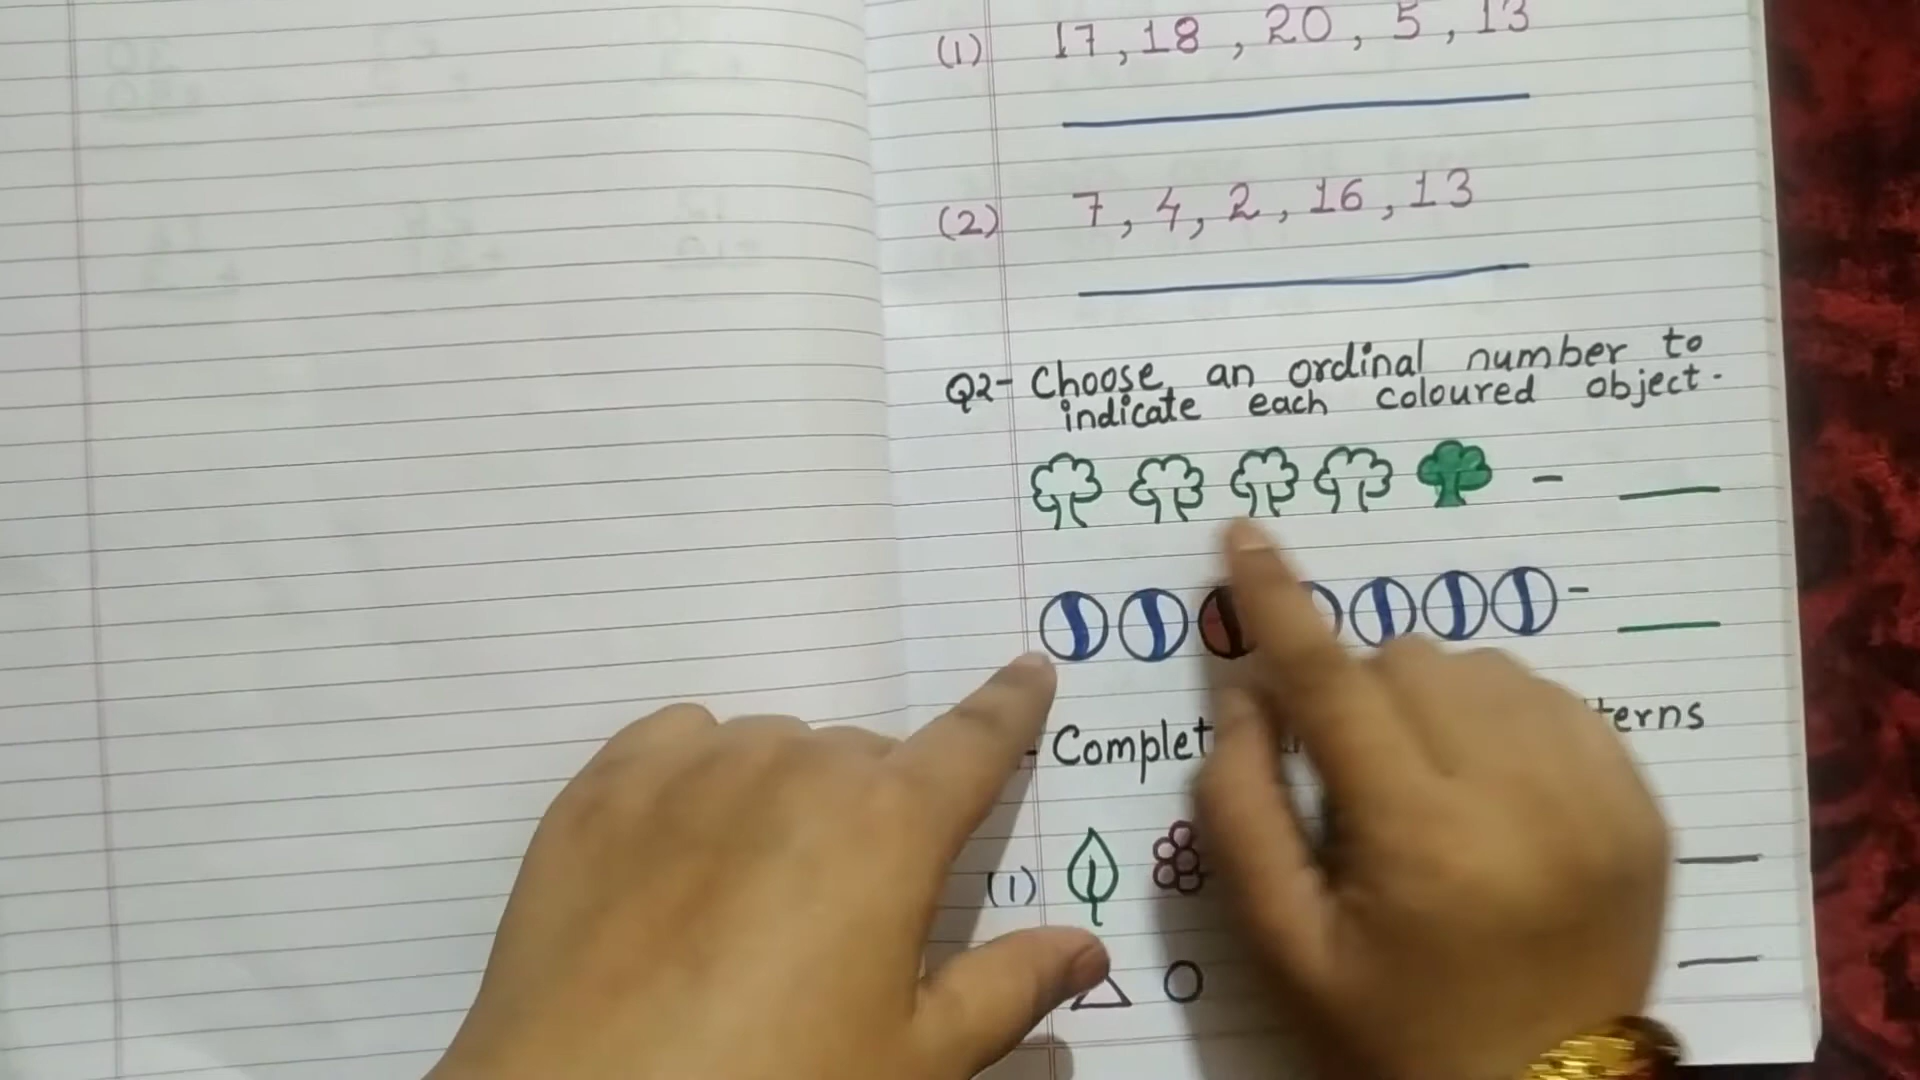 (1) 17, 18, 20, 5, 13
(2) 7, 4, 2, 16, 13
Q2- Choose an ordinal number to
indicate each coloured object.
- Complet terns
(1)